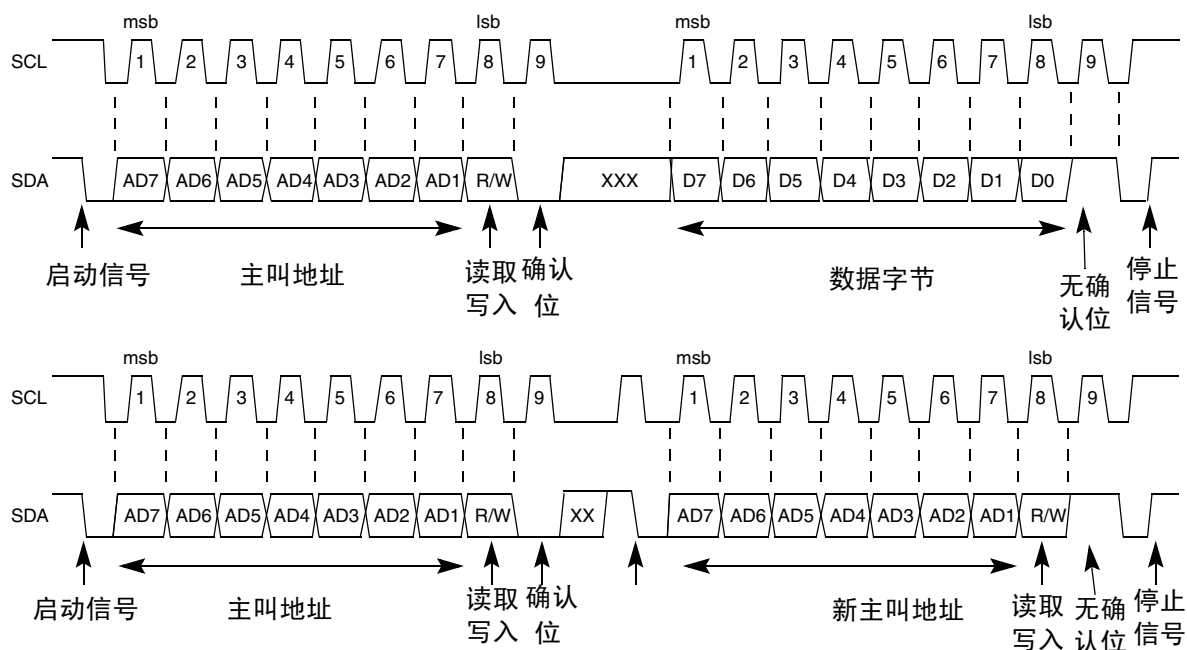 msb lsb msb lsb
SCL 1 2 3 4 5 6 7 8 9 1 2 3 4 5 6 7 8 9
SDA AD7 AD6 AD5 AD4 AD3 AD2 AD1 R/W XXX D7 D6 D5 D4 D3 D2 D1 D0
启动信号 主叫地址 读取 确认 数据字节 无确 停止
写入 位 认位 信号
msb lsb msb lsb
SCL 1 2 3 4 5 6 7 8 9 1 2 3 4 5 6 7 8 9
SDA AD7 AD6 AD5 AD4 AD3 AD2 AD1 R/W XX AD7 AD6 AD5 AD4 AD3 AD2 AD1 R/W
启动信号 主叫地址 读取 确认 新主叫地址 读取 无确 停止
写入 位 写入 认位 信号